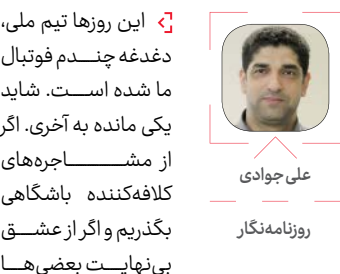 این روزها تیم ملی،
دغدغه چندم فوتبال
ما شده است. شاید
یکی مانده به آخری. اگر
از مشاجره‌های
کلافه‌کننده باشگاهی
بگذریم و اگر از عشق
بی‌نهایت بعضی‌ها
علی جوادی
روزنامه‌نگار